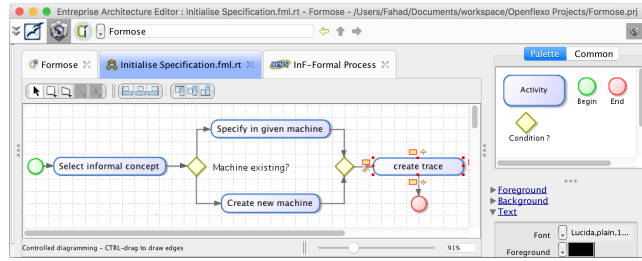 Entreprise Architecture Editor : Initialise Specification.fml.rt - Formose - /Users/Fahad/Documents/workspace/Openflexo Projects/Formose.prj
Formose
Formose
Initialise Specification.fml.rt
InF-Formal Process
Palette
Common
Activity
Begin
End
Condition ?
Specify in given machine
Select informal concept
Machine existing?
create trace
Create new machine
Foreground
Background
Text
Font
Lucida,plain,1...
Foreground
Controlled diagramming - CTRL-drag to draw edges
91%